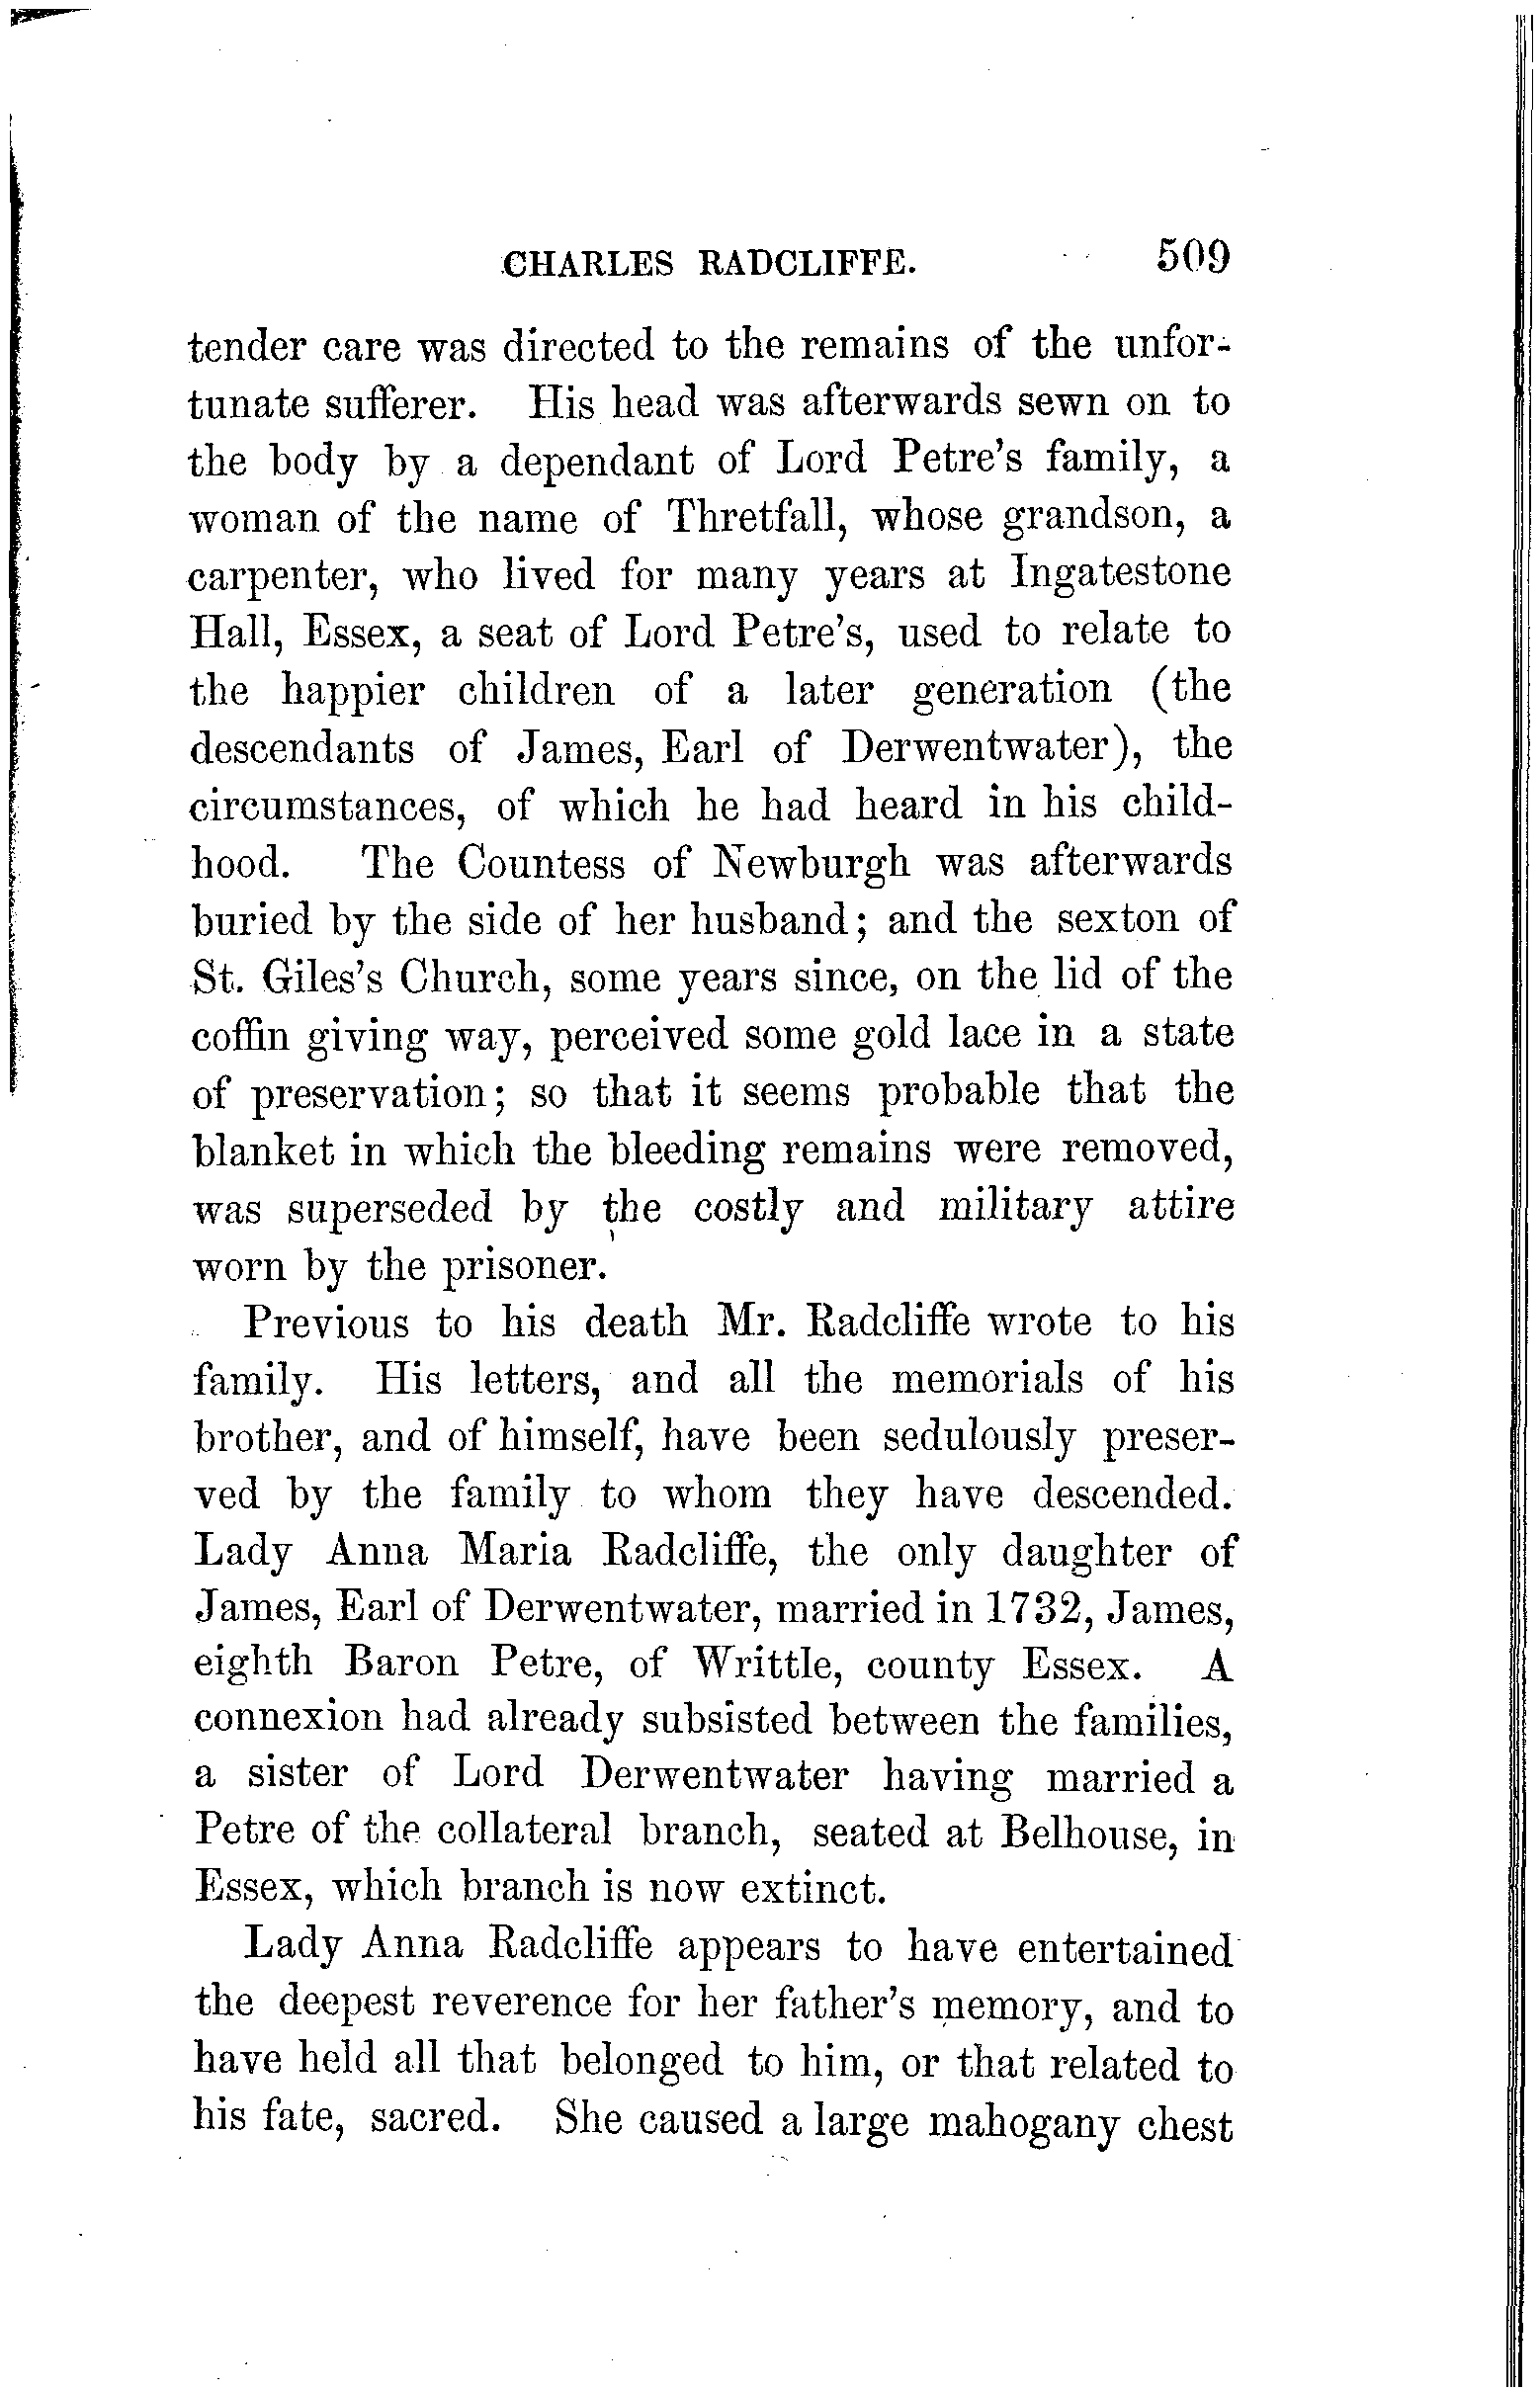 CHARLES RADCLIFFE. 509
tender care was directed to the remains of the unfor-
tunate sufferer. His head was afterwards sewn on to
the body by a dependant of Lord Petre's family, a
woman of the name of Thretfall, whose grandson, a
carpenter, who lived for many years at Ingatestone
Hall, Essex, a seat of Lord Petre's, used to relate to
the happier children of a later generation (the
descendants of James, Earl of Derwentwater), the
circumstances, of which he had heard in his child-
hood. The Countess of Newburgh was afterwards
buried by the side of her husband; and the sexton of
St. Giles's Church, some years since, on the lid of the
coffin giving way, perceived some gold lace in a state
of preservation; so that it seems probable that the
blanket in which the bleeding remains were removed,
was superseded by the costly and military attire
worn by the prisoner.
Previous to his death Mr. Radcliffe wrote to his
family. His letters, and all the memorials of his
brother, and of himself, have been sedulously preser-
ved by the family to whom they have descended.
Lady Anna Maria Radcliffe, the only daughter of
James, Earl of Derwentwater, married in 1732, James,
eighth Baron Petre, of Writtle, county Essex. A
connexion had already subsisted between the families,
a sister of Lord Derwentwater having married a
Petre of the collateral branch, seated at Belhouse, in
Essex, which branch is now extinct.
Lady Anna Radcliffe appears to have entertained
the deepest reverence for her father's memory, and to
have held all that belonged to him, or that related to
his fate, sacred. She caused a large mahogany chest